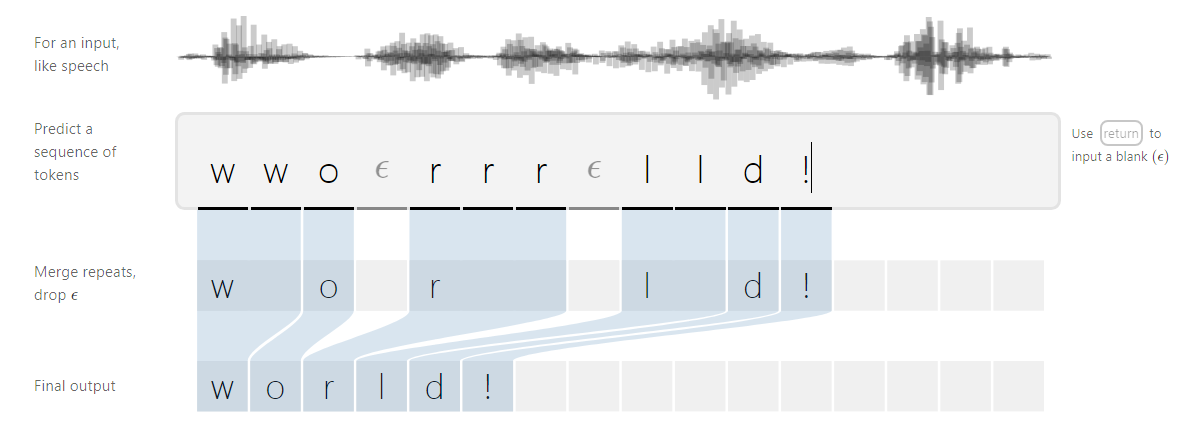 For an input,
like speech
Predict a
sequence of
tokens
w w o ϵ r r r ϵ l l d !
Use return to
input a blank (ϵ)
Merge repeats,
drop ϵ
w o r l d !
Final output
w o r l d !